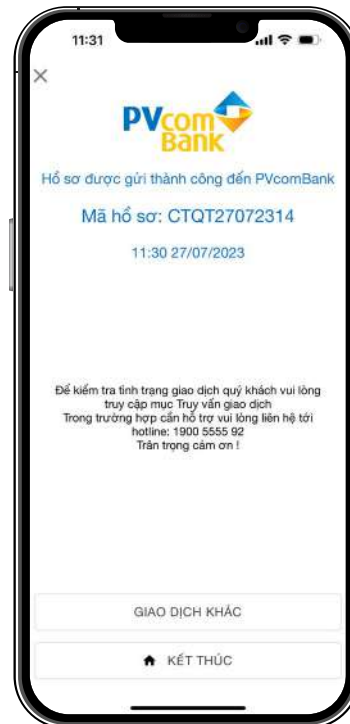 11:31
PVcom
Bank
Hồ sơ được gửi thành công đến PVcomBank
Mã hồ sơ: CTQT27072314
11:30 27/07/2023
Để kiểm tra tình trạng giao dịch quý khách vui lòng
truy cập mục Truy vấn giao dịch
Trong trường hợp cần hỗ trợ vui lòng liên hệ tới
hotline: 1900 5555 92
Trân trọng cảm ơn !
GIAO DỊCH KHÁC
KẾT THÚC